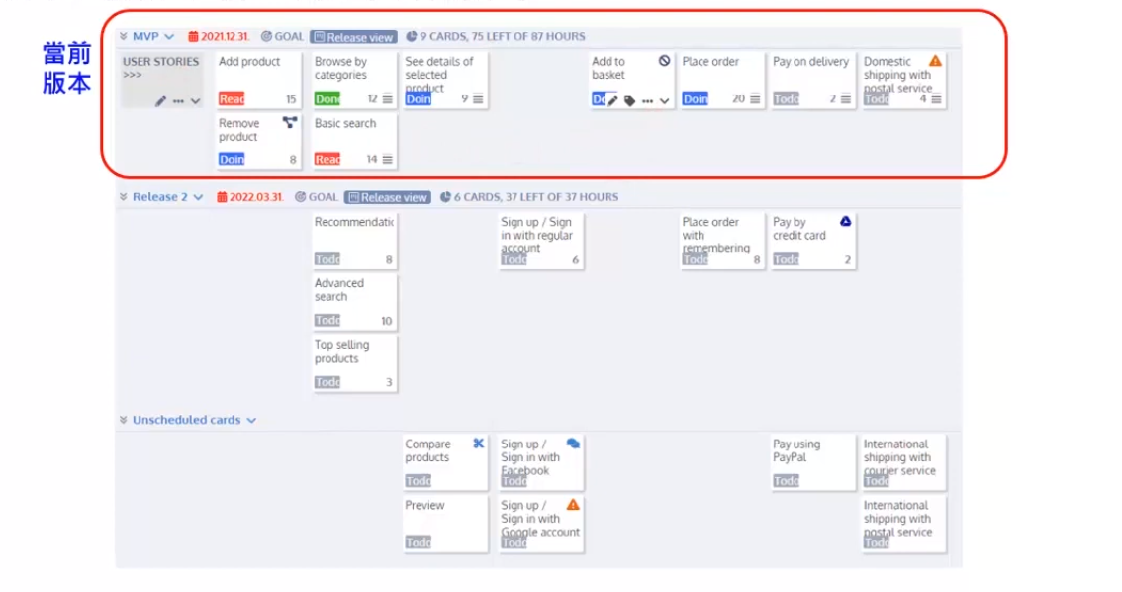 當前
版本
MVP 2021.12.31. GOAL Release view 9 CARDS, 75 LEFT OF 87 HOURS
USER STORIES
>>>
Add product
Reac 15
Browse by
categories
Don 12
See details of
selected
product
Doin 9
Add to
basket
Do
Place order
Doin 20
Pay on delivery
Todo 2
Domestic
shipping with
postal service
Todo 4
Remove
product
Doin 8
Basic search
Reac 14
Release 2 2022.03.31. GOAL Release view 6 CARDS, 37 LEFT OF 37 HOURS
Recommendatic
Todo 8
Sign up / Sign
in with regular
account
Todo 6
Place order
with
remembering
Todo 8
Pay by
credit card
Todo 2
Advanced
search
Todo 10
Top selling
products
Todo 3
Unscheduled cards
Compare
products
Todo
Sign up /
Sign in with
Facebook
Todo
Pay using
PayPal
Todo
International
shipping with
courier service
Todo
Preview
Todo
Sign up /
Sign in with
Google account
Todo
International
shipping with
postal service
Todo